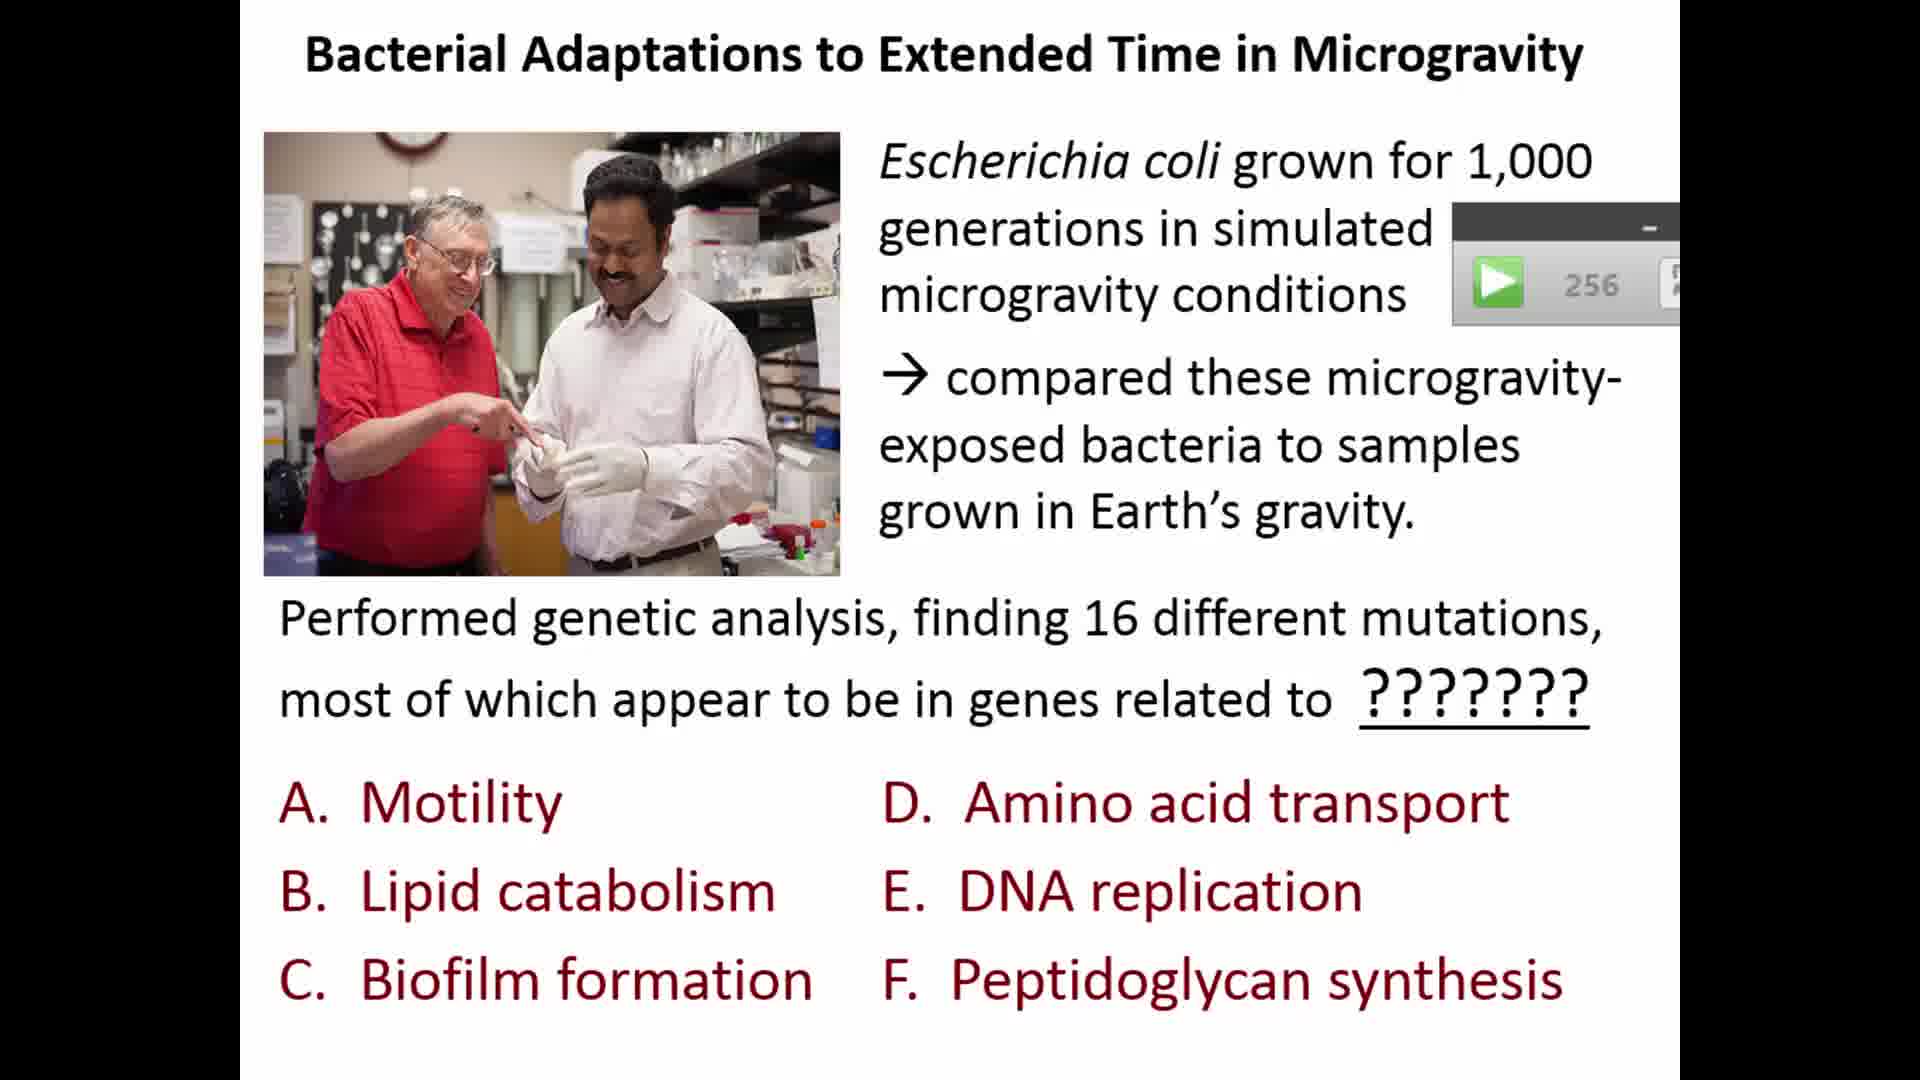 Bacterial Adaptations to Extended Time in Microgravity
Escherichia coli grown for 1,000
generations in simulated
microgravity conditions
256
→ compared these microgravity-
exposed bacteria to samples
grown in Earth’s gravity.
Performed genetic analysis, finding 16 different mutations,
most of which appear to be in genes related to ???????
A. Motility
B. Lipid catabolism
C. Biofilm formation
D. Amino acid transport
E. DNA replication
F. Peptidoglycan synthesis